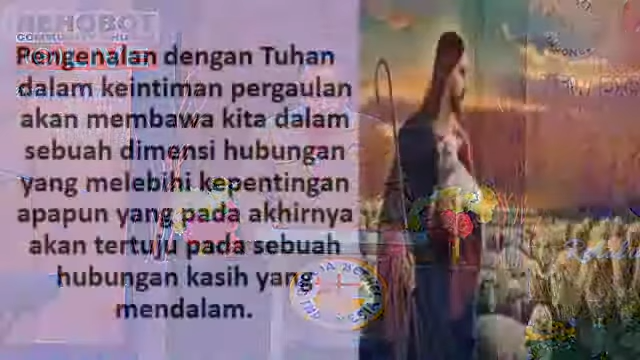 REHOBOT
Pengenalan dengan Tuhan
dalam keintiman pergaulan
akan membawa kita dalam
sebuah dimensi hubungan
yang melebihi kepentingan
apapun yang pada akhirnya
akan tertuju pada sebuah
hubungan kasih yang
mendalam.